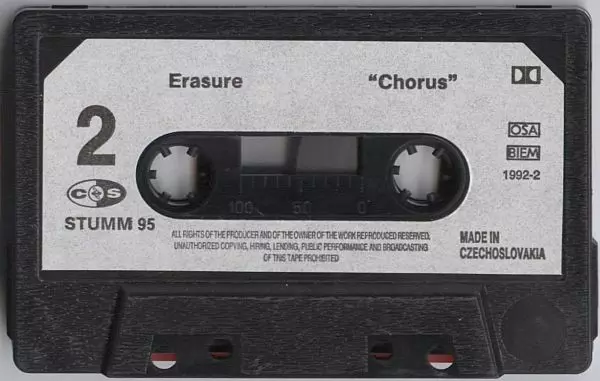 Erasure
“Chorus”
2
OSA
BIEM
1992-2
C S
STUMM 95
100 50 0
ALL RIGHTS OF THE PRODUCER AND OF THE OWNER OF THE WORK REPRODUCED RESERVED.
UNAUTHORIZED COPYING, HIRING, LENDING, PUBLIC PERFORMANCE AND BROADCASTING
OF THIS TAPE PROHIBITED
MADE IN
CZECHOSLOVAKIA